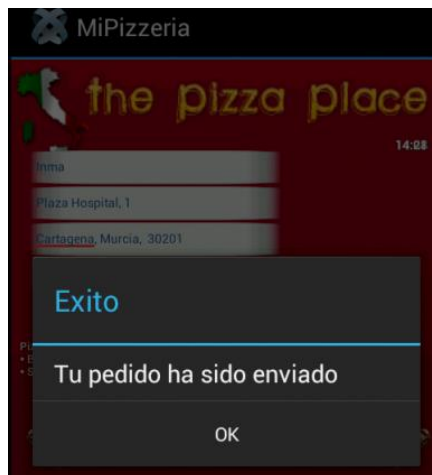 MiPizzeria
the pizza place
14:28
Inma
Plaza Hospital, 1
Cartagena, Murcia, 30201
Exito
Tu pedido ha sido enviado
OK